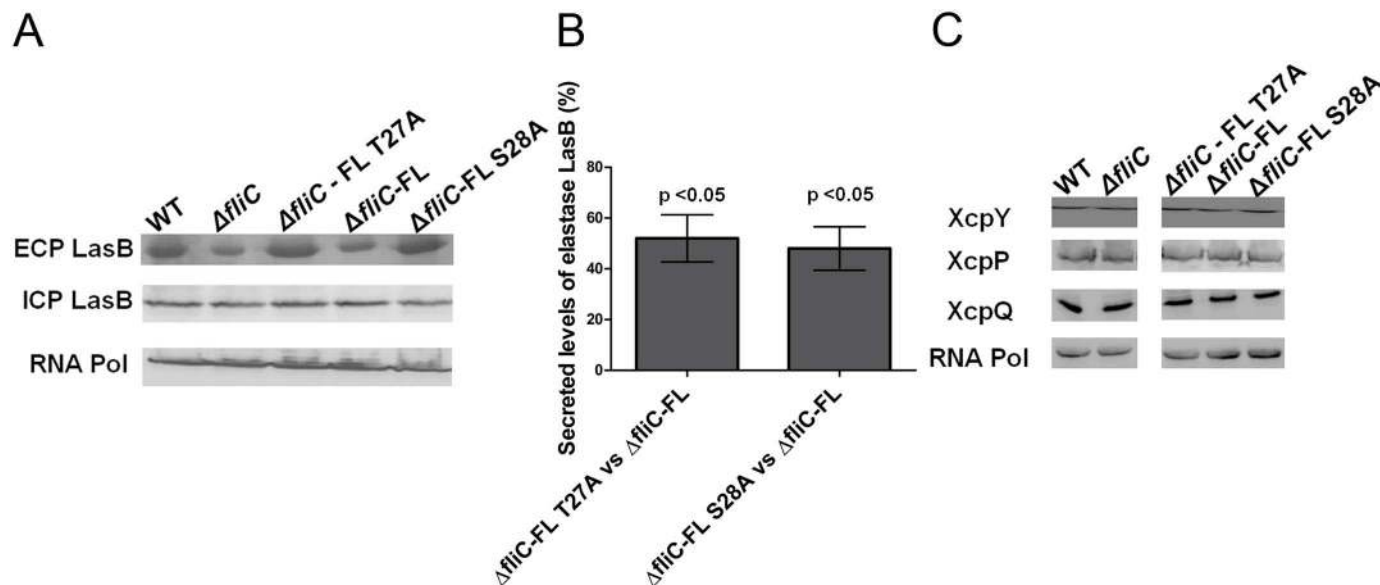 A
WT
ΔfliC
ΔfliC - FL T27A
ΔfliC-FL
ΔfliC-FL S28A
ECP LasB
ICP LasB
RNA Pol
B
Secreted levels of elastase LasB (%)
80
60
40
20
0
p <0.05
p <0.05
ΔfliC-FL T27A vs ΔfliC-FL
ΔfliC-FL S28A vs ΔfliC-FL
C
WT
ΔfliC
ΔfliC - FL T27A
ΔfliC-FL
ΔfliC-FL S28A
XcpY
XcpP
XcpQ
RNA Pol